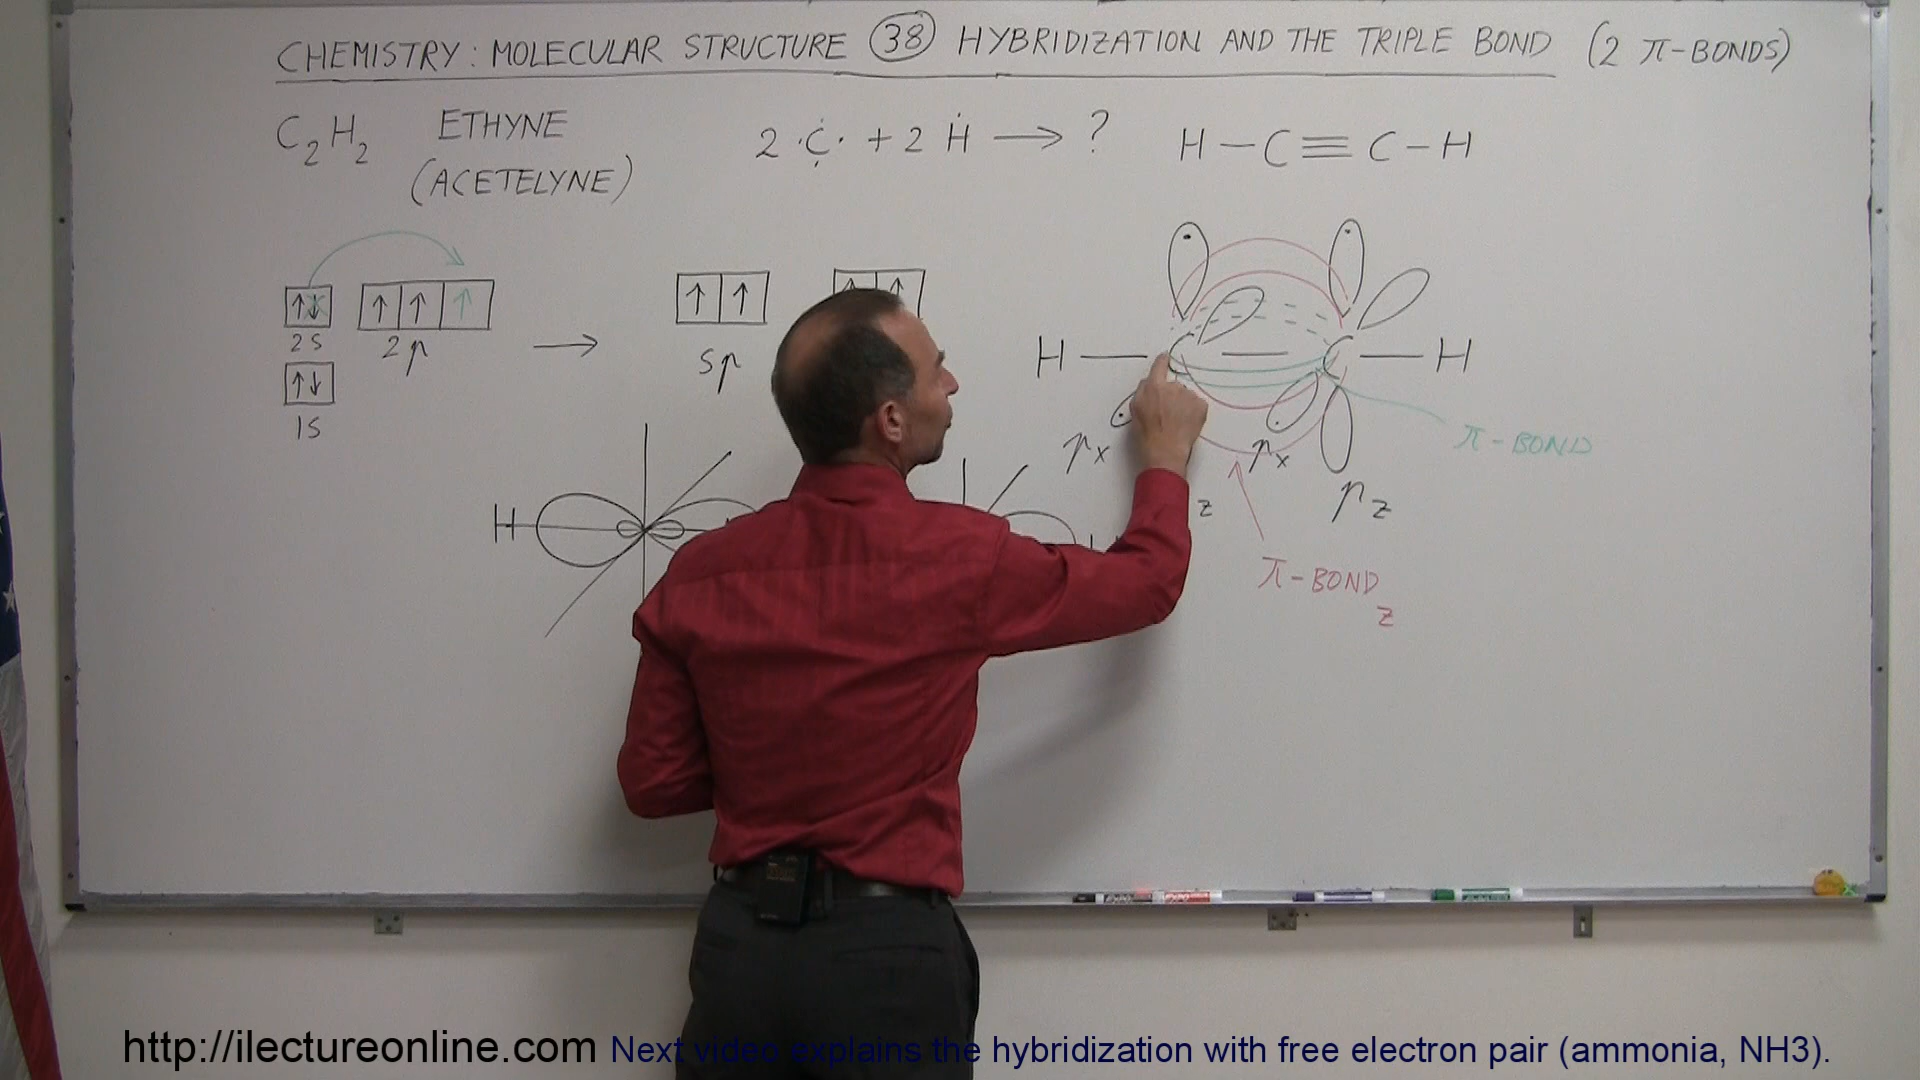 CHEMISTRY: MOLECULAR STRUCTURE 38 HYBRIDIZATION AND THE TRIPLE BOND (2 π-BONDS)
C₂H₂ ETHYNE
(ACETELYNE)
2 ·Ċ̣· + 2 Ḣ → ?
H–C≡C–H
↑↓ ↑ ↑ ↑ → ↑ ↑ ↑ ↑
2S 2p sp
↑↓
1S
H — C — C — H
px px
z pz
π-BOND
H
π-BOND z
http://ilectureonline.com Next video explains the hybridization with free electron pair (ammonia, NH3).